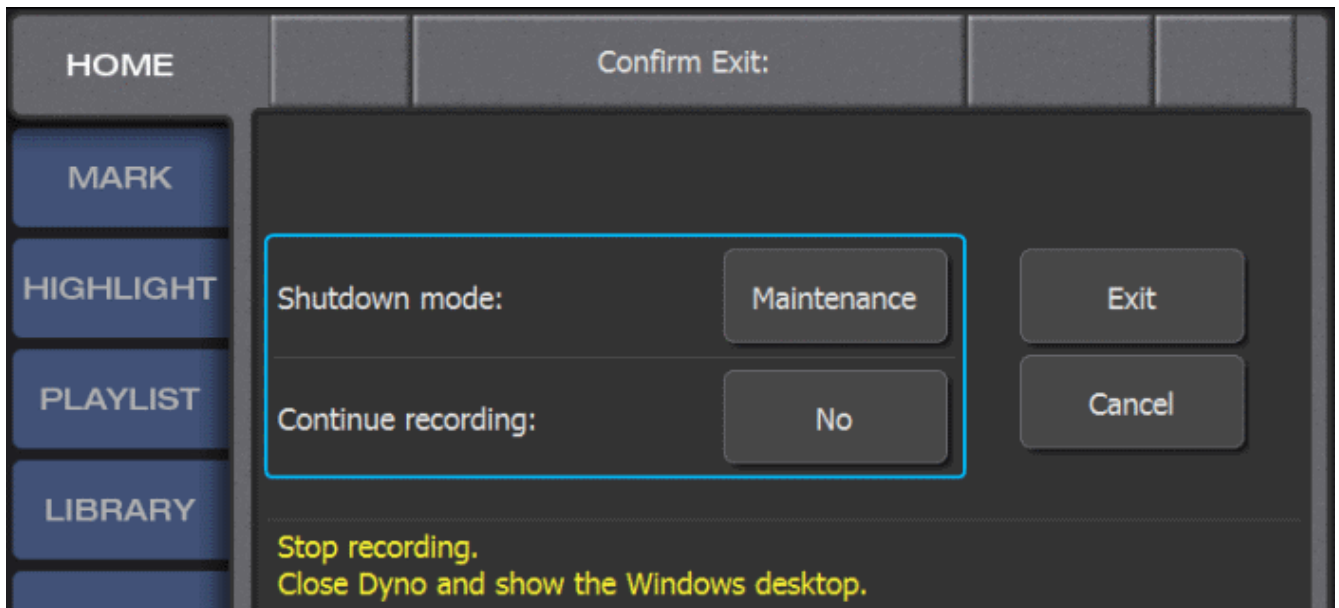 HOME
Confirm Exit:
MARK
HIGHLIGHT
PLAYLIST
LIBRARY
Shutdown mode:
Maintenance
Exit
Continue recording:
No
Cancel
Stop recording.
Close Dyno and show the Windows desktop.